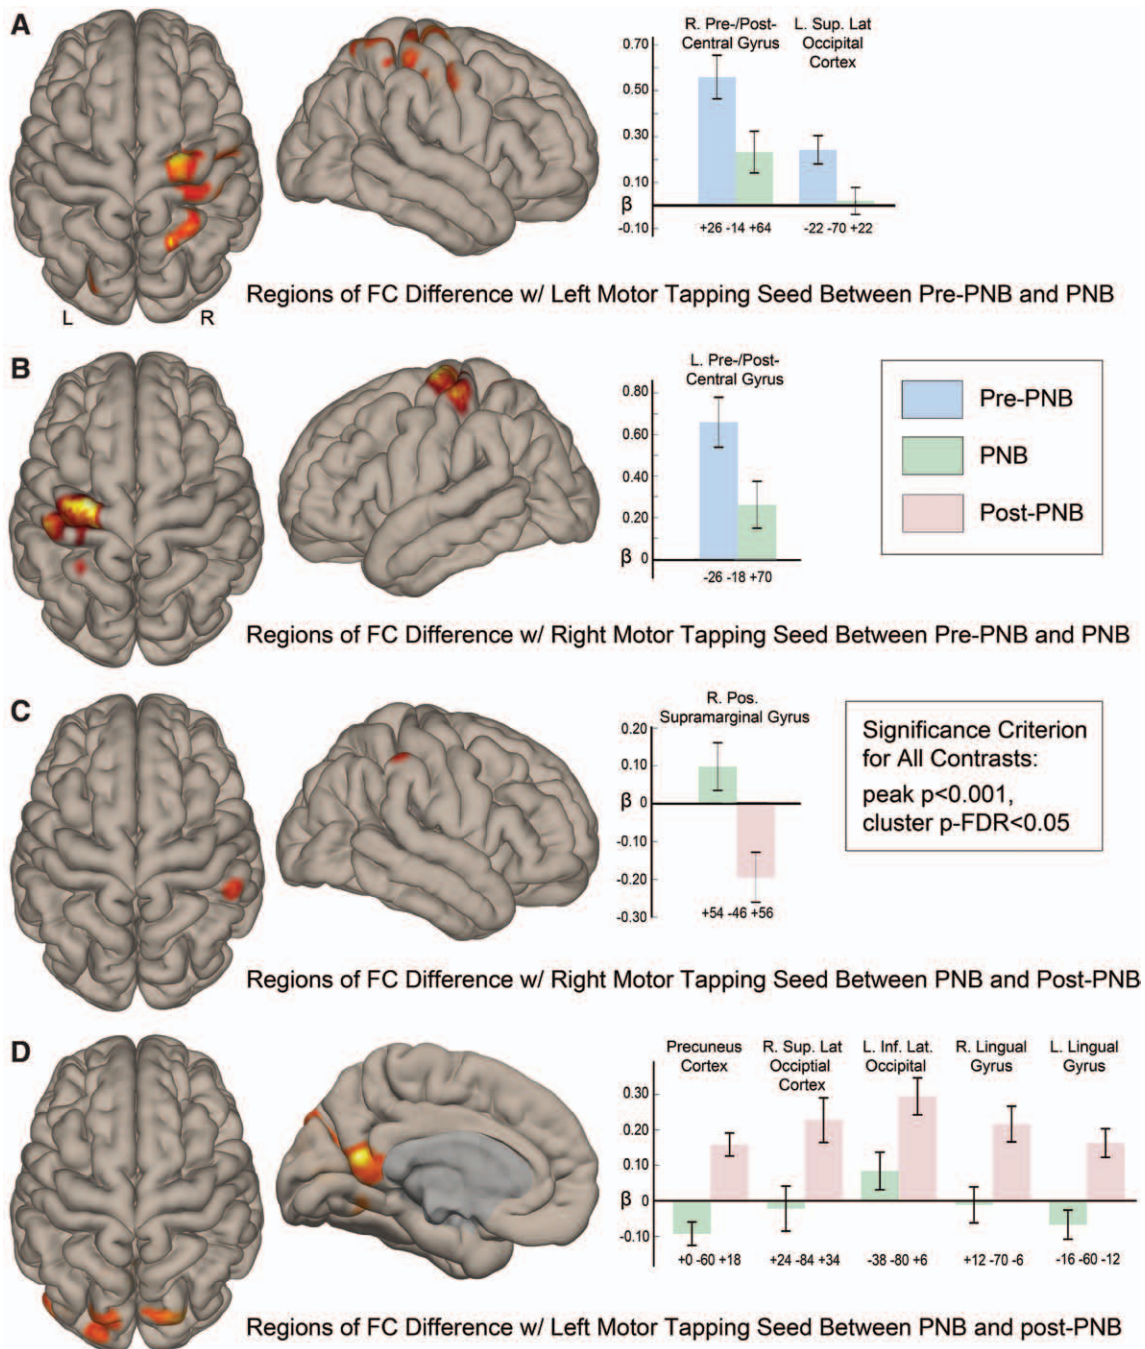 A
R. Pre-/Post-
Central Gyrus
L. Sup. Lat
Occipital
Cortex
0.70
0.50
0.30
0.10
β
-0.10
+26 -14 +64
-22 -70 +22
L
R
Regions of FC Difference w/ Left Motor Tapping Seed Between Pre-PNB and PNB
B
L. Pre-/Post-
Central Gyrus
0.80
0.60
0.40
0.20
β 0
-26 -18 +70
Pre-PNB
PNB
Post-PNB
Regions of FC Difference w/ Right Motor Tapping Seed Between Pre-PNB and PNB
C
R. Pos.
Supramarginal Gyrus
0.20
0.10
β 0
-0.10
-0.20
-0.30
+54 -46 +56
Significance Criterion
for All Contrasts:
peak p<0.001,
cluster p-FDR<0.05
Regions of FC Difference w/ Right Motor Tapping Seed Between PNB and Post-PNB
D
Precuneus
Cortex
R. Sup. Lat
Occiptial
Cortex
L. Inf. Lat.
Occipital
R. Lingual
Gyrus
L. Lingual
Gyrus
0.30
0.20
0.10
β 0
-0.10
+0 -60 +18
+24 -84 +34
-38 -80 +6
+12 -70 -6
-16 -60 -12
Regions of FC Difference w/ Left Motor Tapping Seed Between PNB and post-PNB